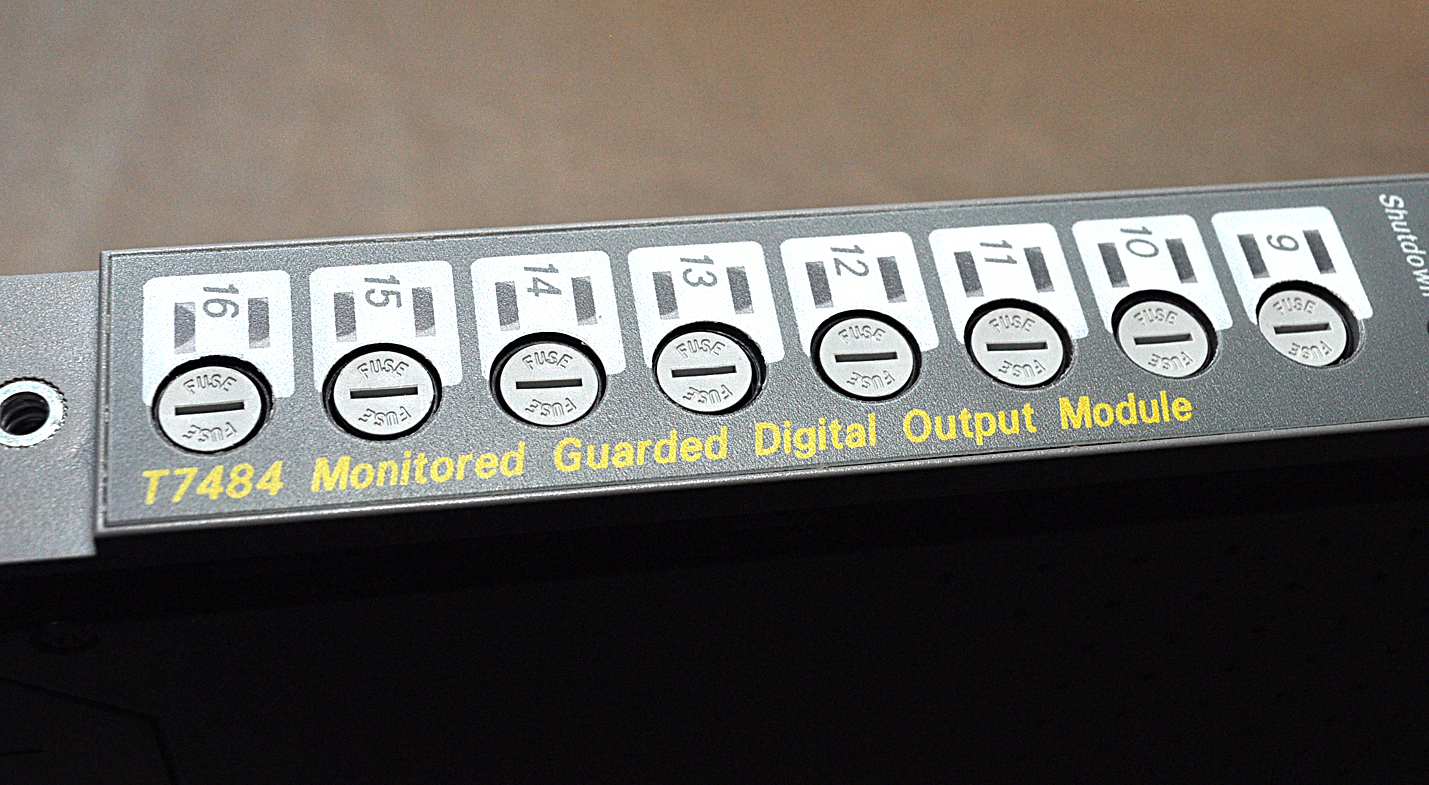 16
15
14
13
12
11
10
9
Shutdown
FUSE FUSE
FUSE FUSE
FUSE FUSE
FUSE FUSE
FUSE FUSE
FUSE FUSE
FUSE FUSE
FUSE FUSE
T7484 Monitored Guarded Digital Output Module